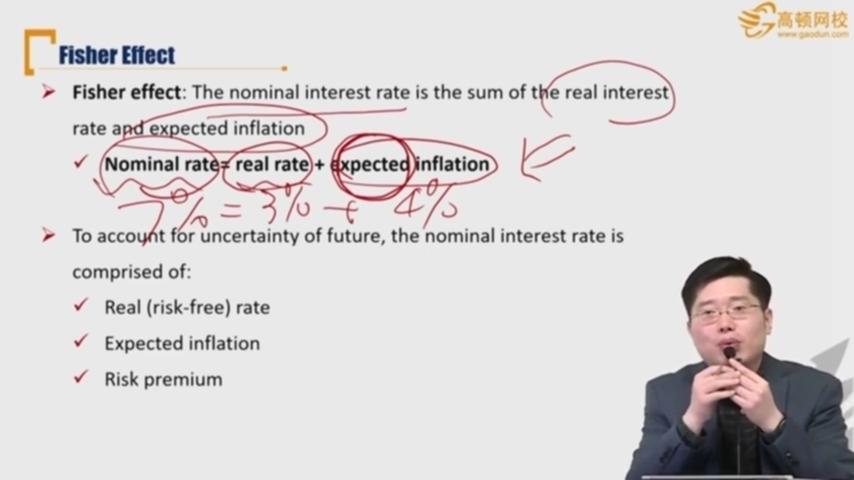 高顿网校
www.gaodun.com
Fisher Effect
Fisher effect: The nominal interest rate is the sum of the real interest
rate and expected inflation
Nominal rate= real rate + expected inflation
7% = 3% + 4%
To account for uncertainty of future, the nominal interest rate is
comprised of:
Real (risk-free) rate
Expected inflation
Risk premium